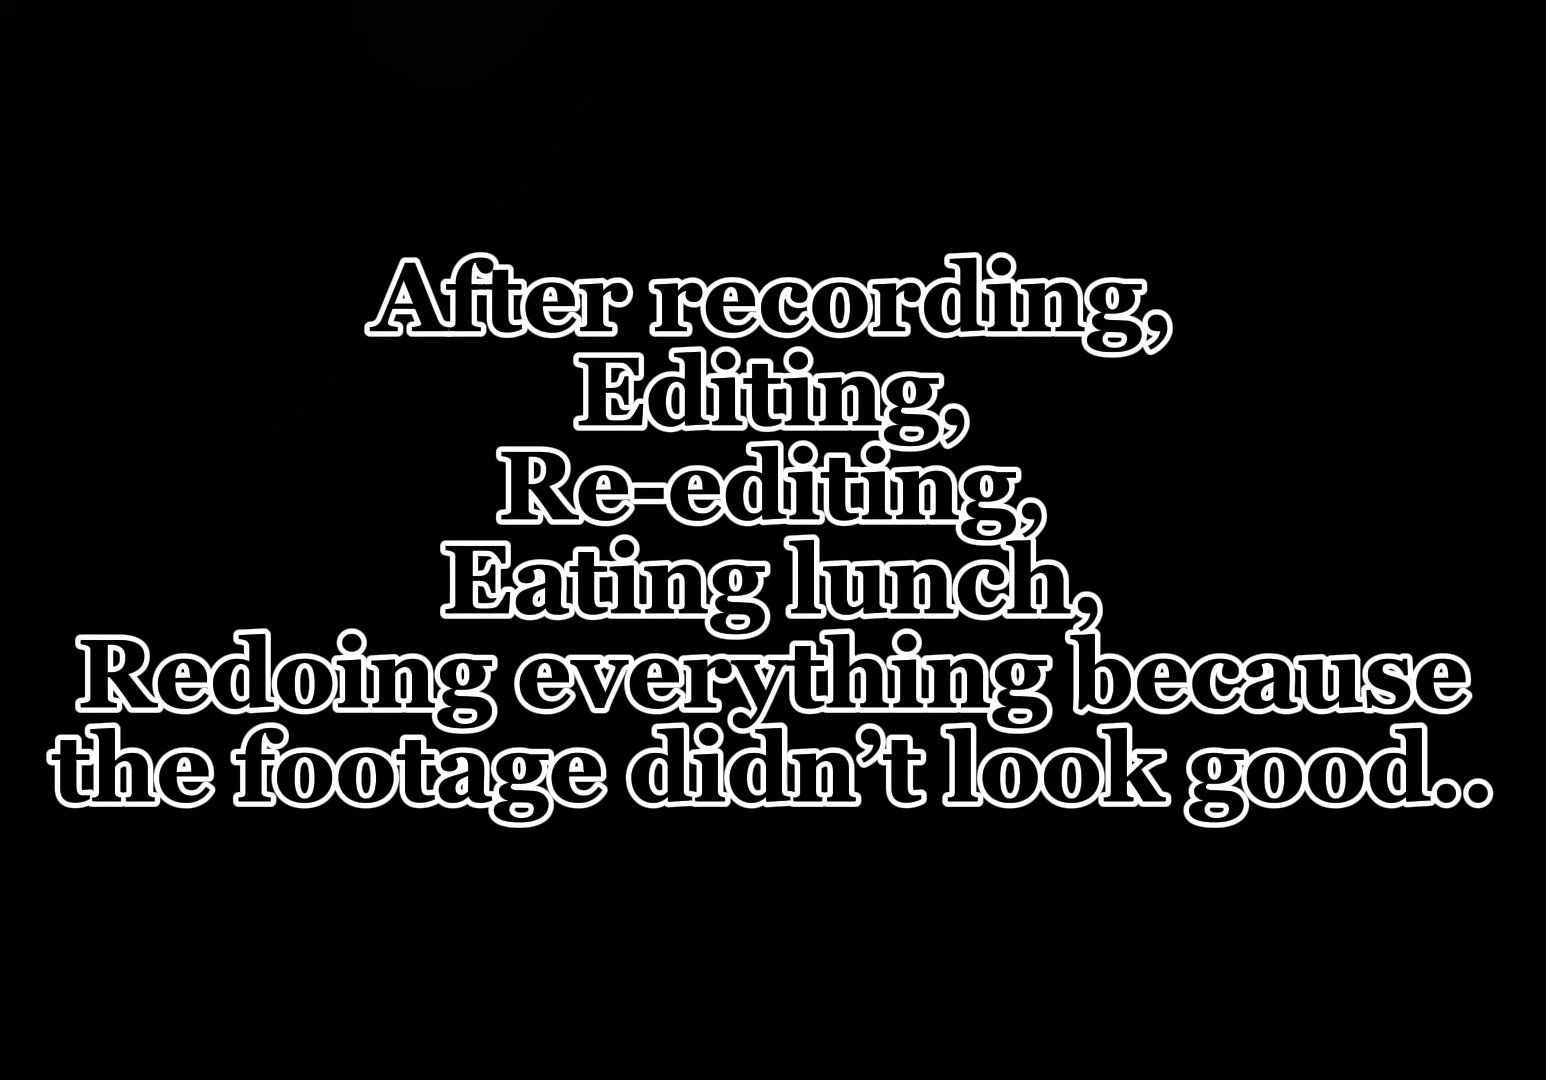 After recording,
Editing,
Re-editing,
Eating lunch,
Redoing everything because
the footage didn’t look good..